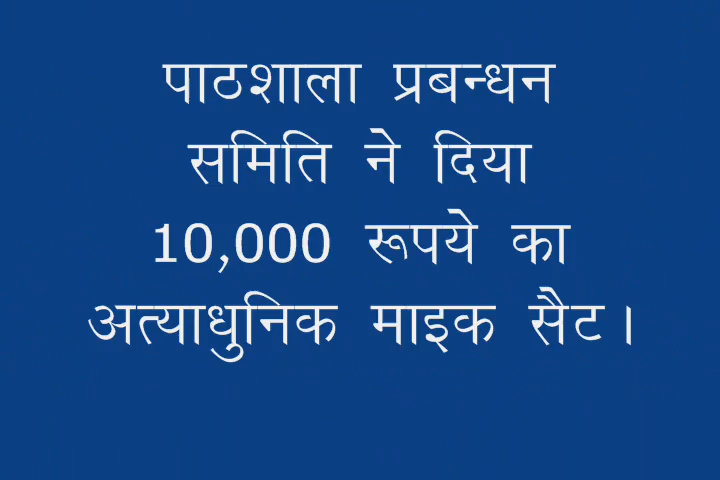 पाठशाला प्रबन्धन
समिति ने दिया
10,000 रूपये का
अत्याधुनिक माइक सैट।